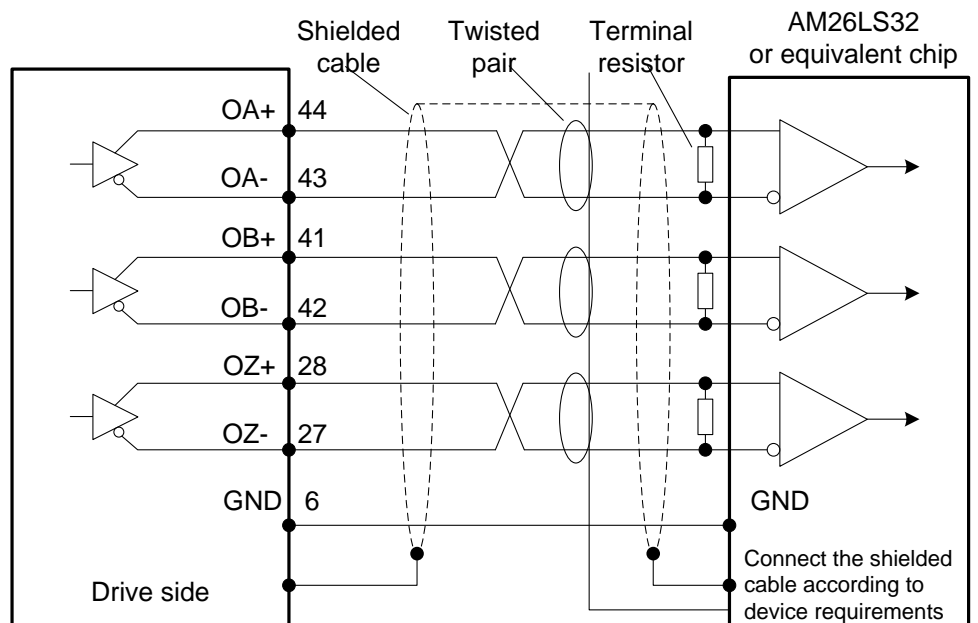 Shielded
cable
Twisted
pair
Terminal
resistor
AM26LS32
or equivalent chip
OA+ 44
OA- 43
OB+ 41
OB- 42
OZ+ 28
OZ- 27
GND 6
GND
Drive side
Connect the shielded
cable according to
device requirements